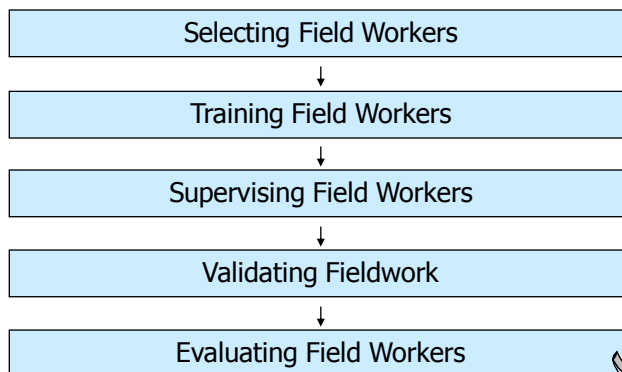 Selecting Field Workers
Training Field Workers
Supervising Field Workers
Validating Fieldwork
Evaluating Field Workers